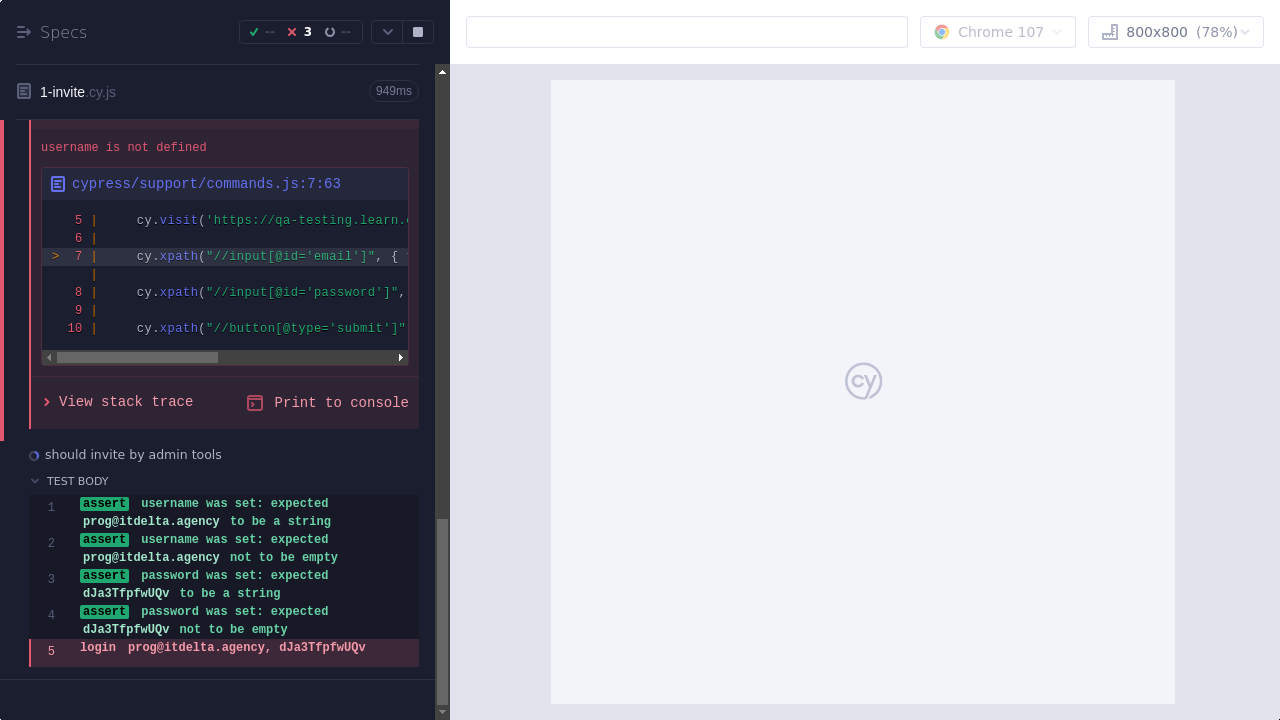 Specs
--
3
--
Chrome 107
800x800 (78%)
1-invite.cy.js
949ms
username is not defined
cypress/support/commands.js:7:63
5 | cy.visit('https://qa-testing.learn.
6 |
> 7 | cy.xpath("//input[@id='email']", {
|
8 | cy.xpath("//input[@id='password']",
9 |
10 | cy.xpath("//button[@type='submit']"
View stack trace
Print to console
cy
should invite by admin tools
TEST BODY
1 assert username was set: expected
prog@itdelta.agency to be a string
2 assert username was set: expected
prog@itdelta.agency not to be empty
3 assert password was set: expected
dJa3TfpfwUQv to be a string
4 assert password was set: expected
dJa3TfpfwUQv not to be empty
5 login prog@itdelta.agency, dJa3TfpfwUQv